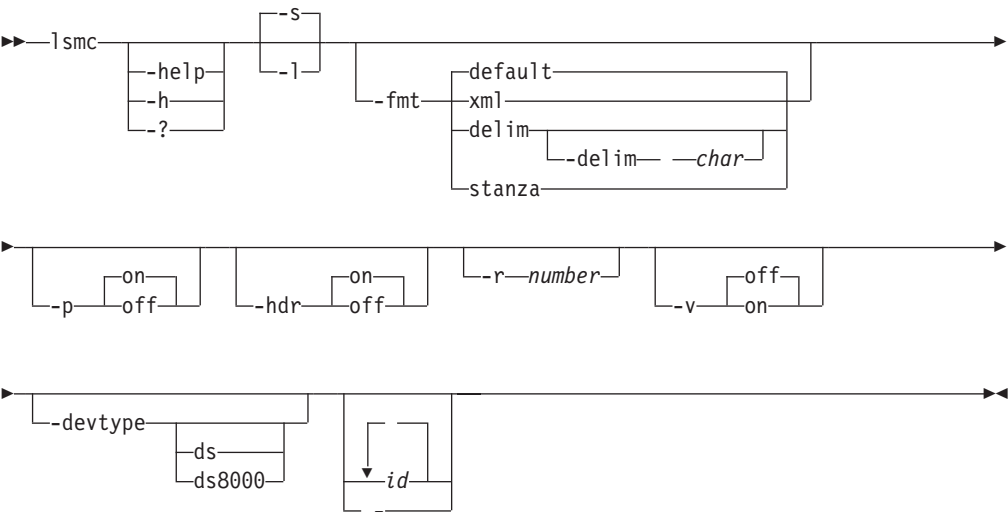 -s
lsmc
-help -l
-h
-?
default
-fmt xml
delim
-delim char
stanza
on on -r number off
-p off -hdr off -v on
-devtype
ds
ds8000 id
-